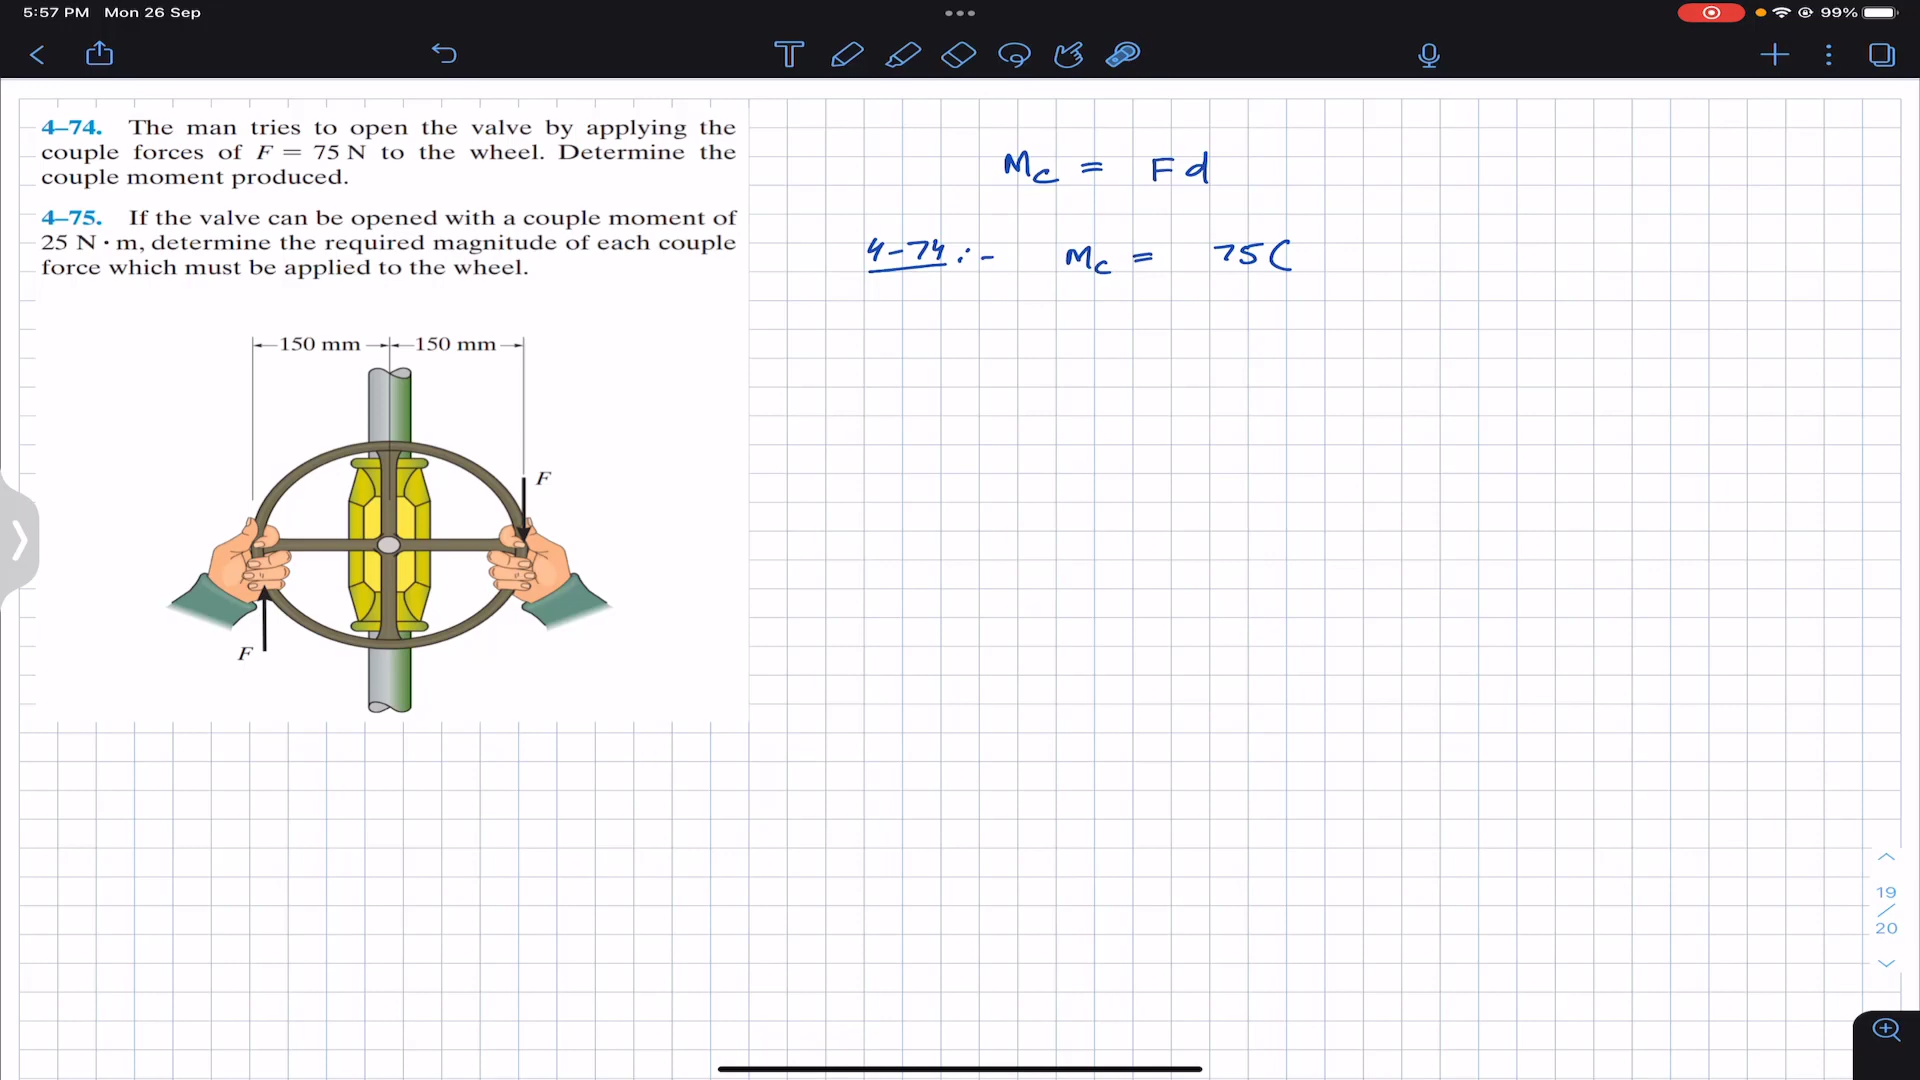 5:57 PM Mon 26 Sep
99%
4–74. The man tries to open the valve by applying the
couple forces of F = 75 N to the wheel. Determine the
couple moment produced.
4–75. If the valve can be opened with a couple moment of
25 N · m, determine the required magnitude of each couple
force which must be applied to the wheel.
150 mm 150 mm
F
F
Mc = Fd
4-74 :- Mc = 75(
19
/
20